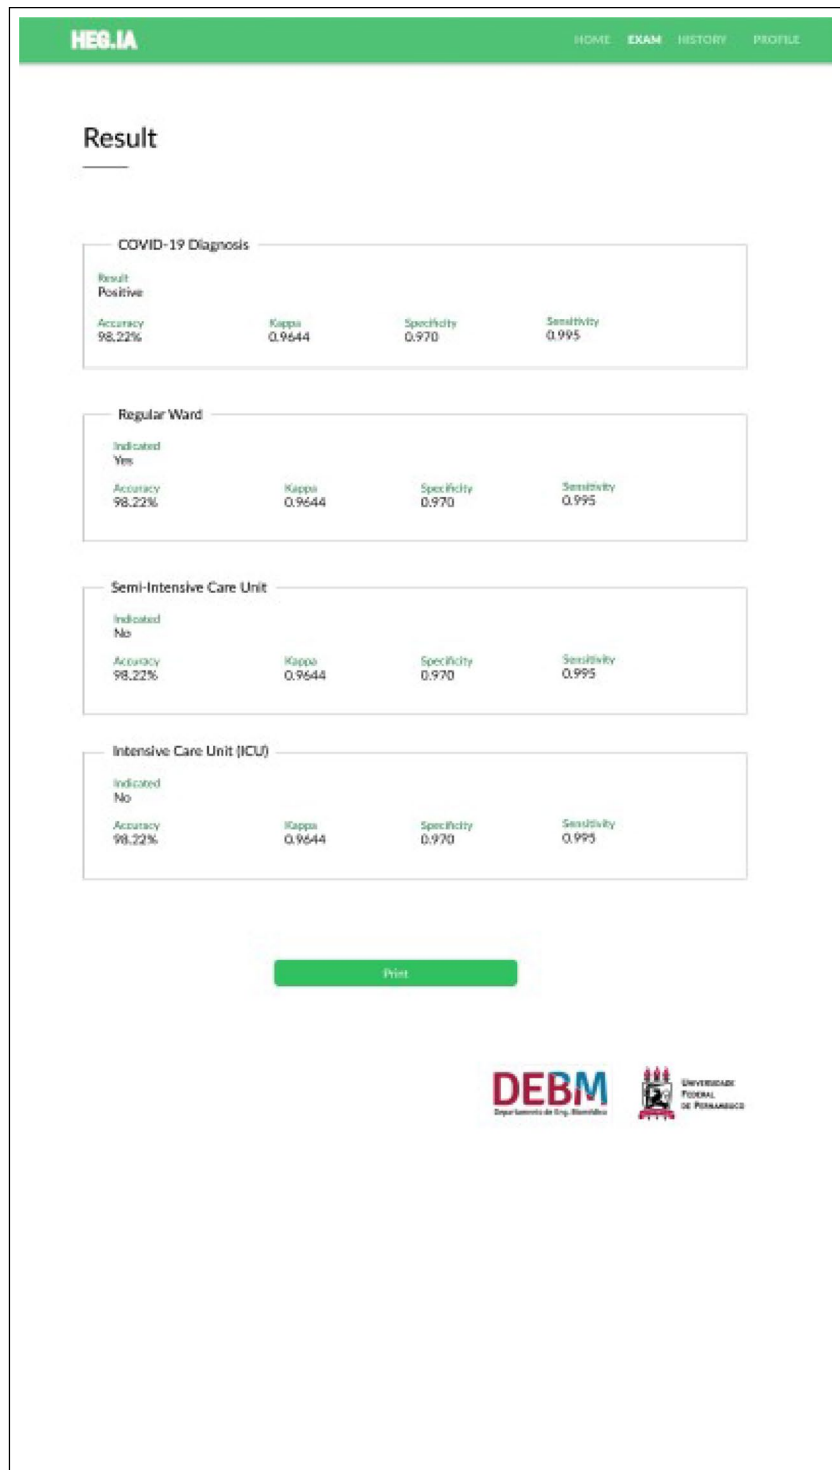 HEG.IA
HOME EXAM HISTORY PROFILE
Result
COVID-19 Diagnosis
Result
Positive
Accuracy Kappa Specificity Sensitivity
98.22% 0.9644 0.970 0.995
Regular Ward
Indicated
Yes
Accuracy Kappa Specificity Sensitivity
98.22% 0.9644 0.970 0.995
Semi-Intensive Care Unit
Indicated
No
Accuracy Kappa Specificity Sensitivity
98.22% 0.9644 0.970 0.995
Intensive Care Unit (ICU)
Indicated
No
Accuracy Kappa Specificity Sensitivity
98.22% 0.9644 0.970 0.995
Print
DEBM
Departamento de Eng. Biomédica
Universidade
Federal
de Pernambuco